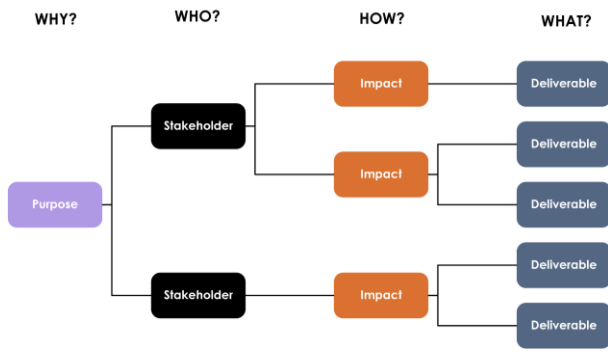 WHY?
WHO?
HOW?
WHAT?
Impact
Deliverable
Stakeholder
Deliverable
Impact
Purpose
Deliverable
Deliverable
Stakeholder
Impact
Deliverable